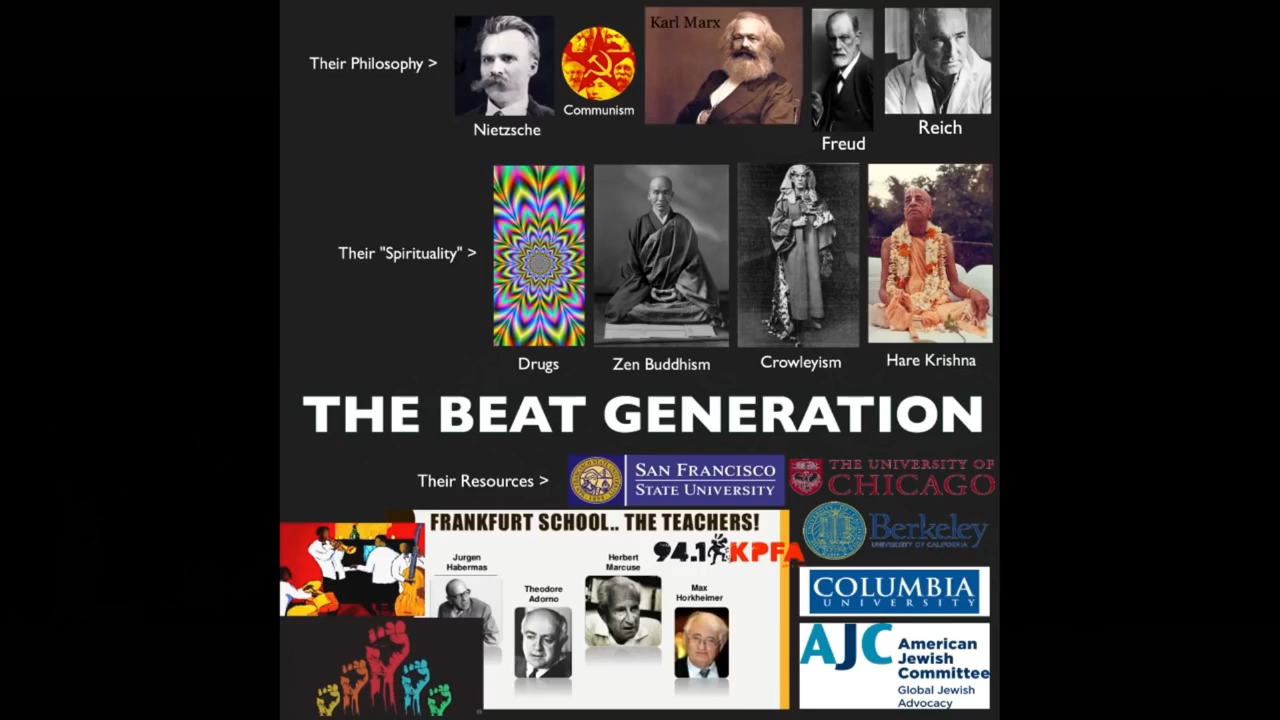 Their Philosophy >
Karl Marx
Communism
Nietzsche
Freud
Reich
Their "Spirituality" >
Drugs
Zen Buddhism
Crowleyism
Hare Krishna
THE BEAT GENERATION
Their Resources >
SAN FRANCISCO
STATE UNIVERSITY
THE UNIVERSITY OF
CHICAGO
FRANKFURT SCHOOL.. THE TEACHERS!
94.1 KPFA
Berkeley
UNIVERSITY OF CALIFORNIA
Jurgen
Habermas
Theodore
Adorno
Herbert
Marcuse
Max
Horkheimer
COLUMBIA
UNIVERSITY
AJC
American
Jewish
Committee
Global Jewish
Advocacy